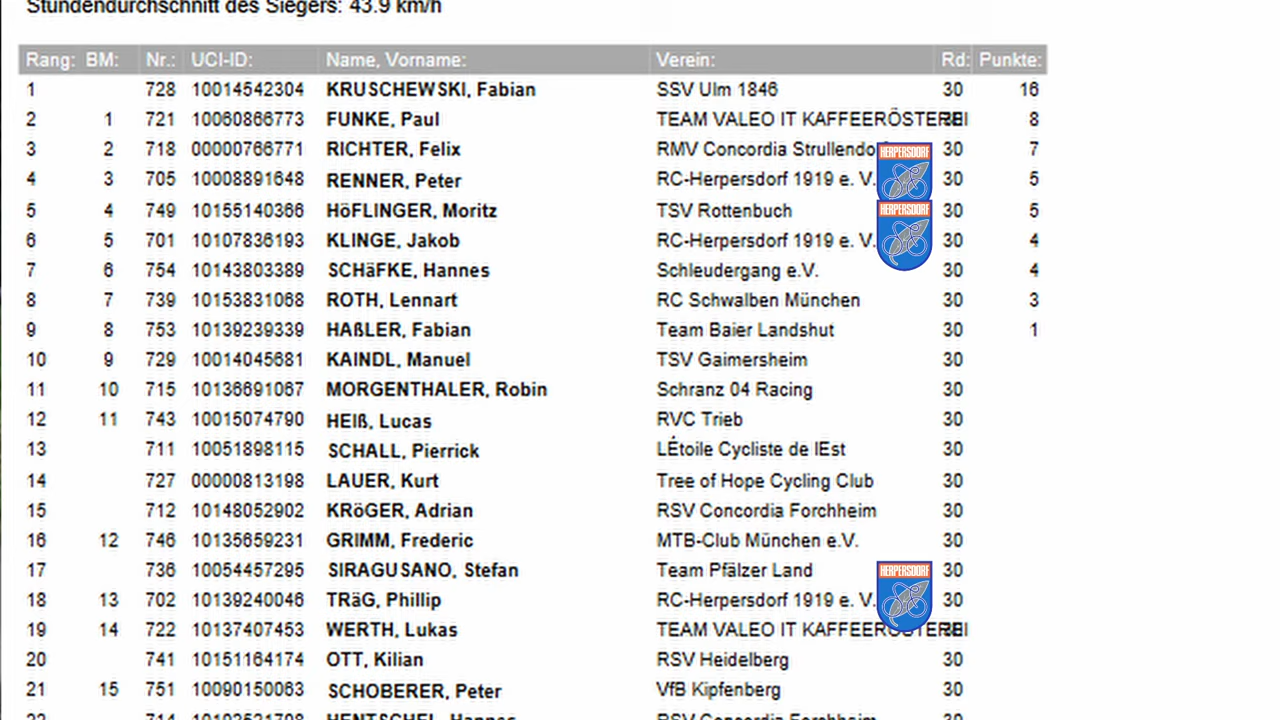 Stundendurchschnitt des Siegers: 43.9 km/h
Rang: BM: Nr.: UCI-ID: Name, Vorname: Verein: Rd: Punkte:
1 728 10014542304 KRUSCHEWSKI, Fabian SSV Ulm 1846 30 16
2 1 721 10060866773 FUNKE, Paul TEAM VALEO IT KAFFEERÖSTEREI 30 8
3 2 718 00000766771 RICHTER, Felix RMV Concordia 30 7
4 3 705 10008891648 RENNER, Peter RC-Herpersdorf 1919 e. V. 30 5
HERPERSDORF
5 4 749 10155140366 HöFLINGER, Moritz TSV Rottenbuch 30 5
HERPERSDORF
6 5 701 10107836193 KLINGE, Jakob RC-Herpersdorf 1919 e. V. 30 4
7 6 754 10143803389 SCHäFKE, Hannes Schleudergang e.V. 30 4
8 7 739 10153831068 ROTH, Lennart RC Schwalben München 30 3
9 8 753 10139239339 HAßLER, Fabian Team Baier Landshut 30 1
10 9 729 10014045681 KAINDL, Manuel TSV Gaimersheim 30
11 10 715 10136691067 MORGENTHALER, Robin Schranz 04 Racing 30
12 11 743 10015074790 HEIß, Lucas RVC Trieb 30
13 711 10051898115 SCHALL, Pierrick LÉtoile Cycliste de lEst 30
14 727 00000813198 LAUER, Kurt Tree of Hope Cycling Club 30
15 712 10148052902 KRöGER, Adrian RSV Concordia Forchheim 30
16 12 746 10135659231 GRIMM, Frederic MTB-Club München e.V. 30
17 736 10054457295 SIRAGUSANO, Stefan Team Pfälzer Land 30
HERPERSDORF
18 13 702 10139240046 TRäG, Phillip RC-Herpersdorf 1919 e. V. 30
19 14 722 10137407453 WERTH, Lukas TEAM VALEO IT KAFFEERÖSTEREI
20 741 10151164174 OTT, Kilian RSV Heidelberg 30
21 15 751 10090150063 SCHOBERER, Peter VfB Kipfenberg 30
22 714 HENTSCHEL, Hannes RSV Concordia Forchheim 30